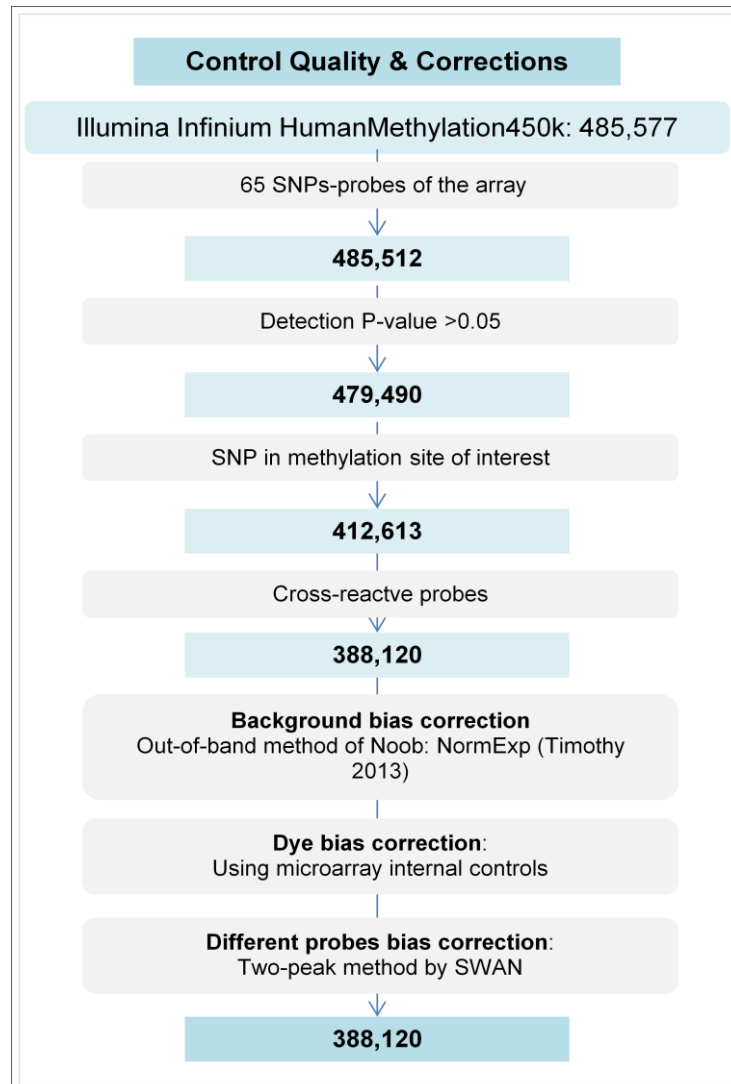 Control Quality & Corrections
Illumina Infinium HumanMethylation450k: 485,577
65 SNPs-probes of the array
485,512
Detection P-value >0.05
479,490
SNP in methylation site of interest
412,613
Cross-reactve probes
388,120
Background bias correction
Out-of-band method of Noob: NormExp (Timothy
2013)
Dye bias correction:
Using microarray internal controls
Different probes bias correction:
Two-peak method by SWAN
388,120